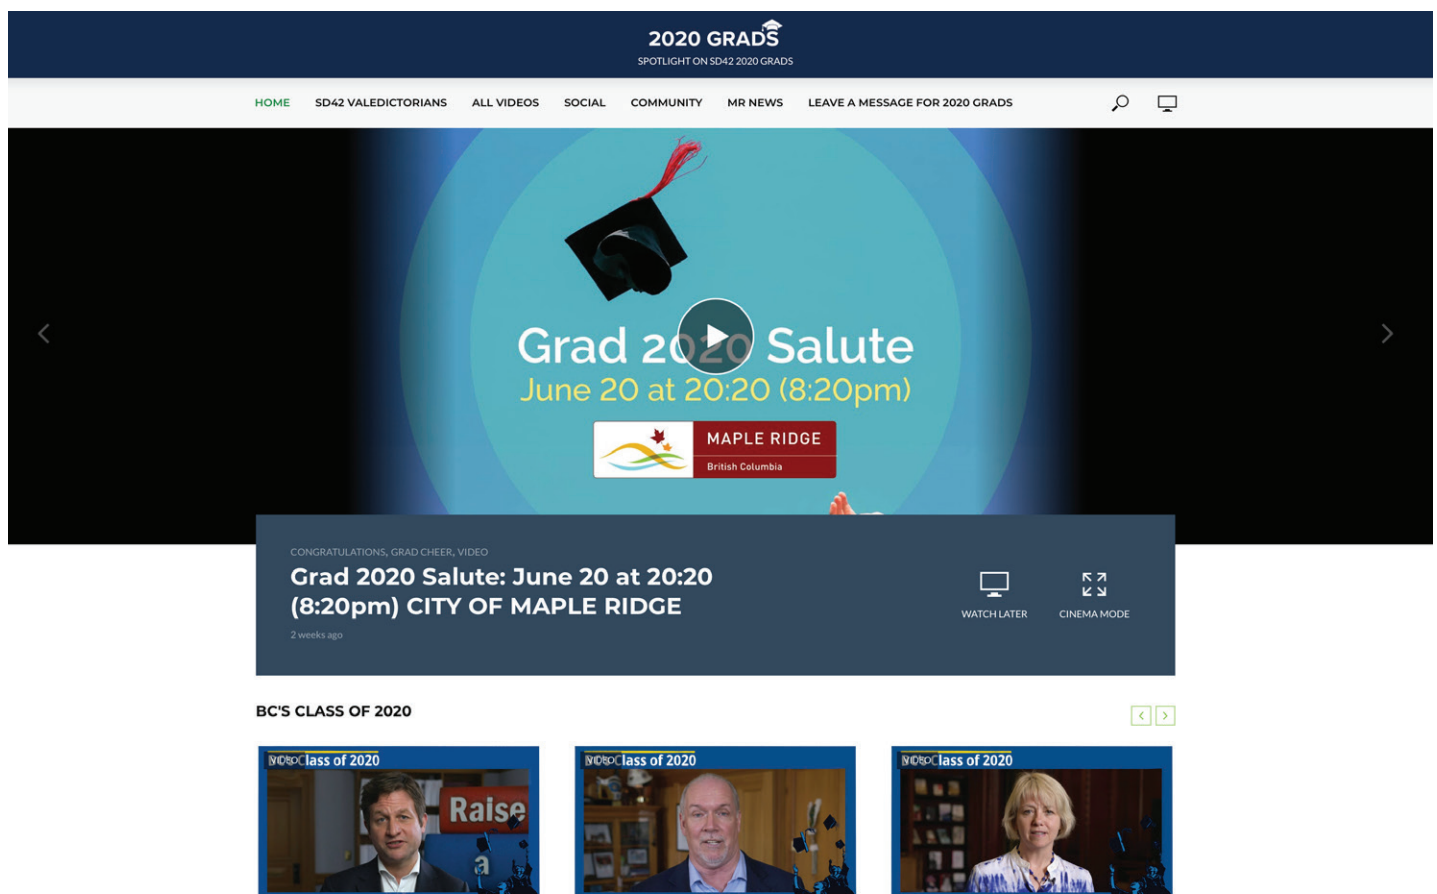 2020 GRADS
SPOTLIGHT ON SD42 2020 GRADS
HOME SD42 VALEDICTORIANS ALL VIDEOS SOCIAL COMMUNITY MR NEWS LEAVE A MESSAGE FOR 2020 GRADS
Grad 2020 Salute
June 20 at 20:20 (8:20pm)
MAPLE RIDGE
British Columbia
CONGRATULATIONS, GRAD CHEER, VIDEO
Grad 2020 Salute: June 20 at 20:20
(8:20pm) CITY OF MAPLE RIDGE
2 weeks ago
WATCH LATER CINEMA MODE
BC'S CLASS OF 2020
VIDEO Class of 2020
VIDEO Class of 2020
VIDEO Class of 2020
Raise
a